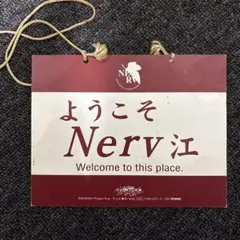 NERV
ようこそ
Nerv江
Welcome to this place.